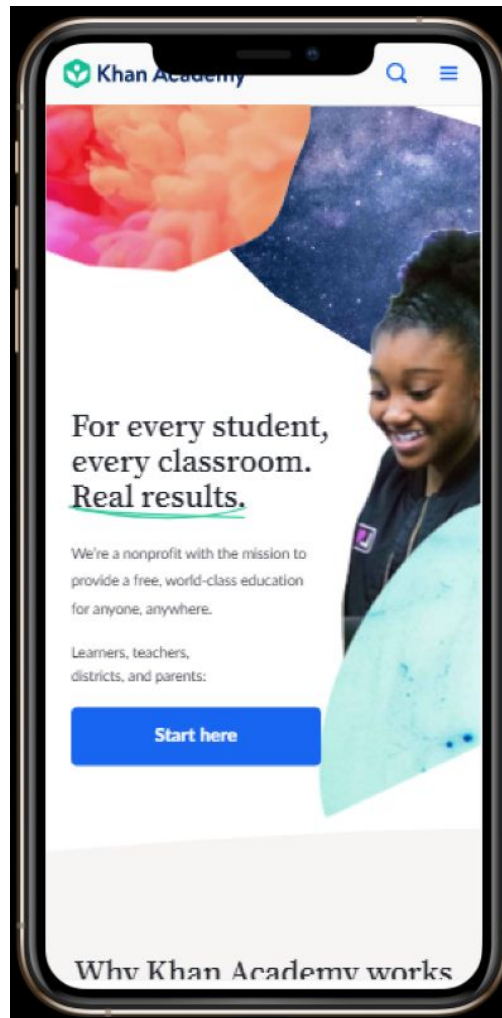 Khan Academy
For every student,
every classroom.
Real results.
We're a nonprofit with the mission to
provide a free, world-class education
for anyone, anywhere.
Learners, teachers,
districts, and parents:
Start here
Why Khan Academy works